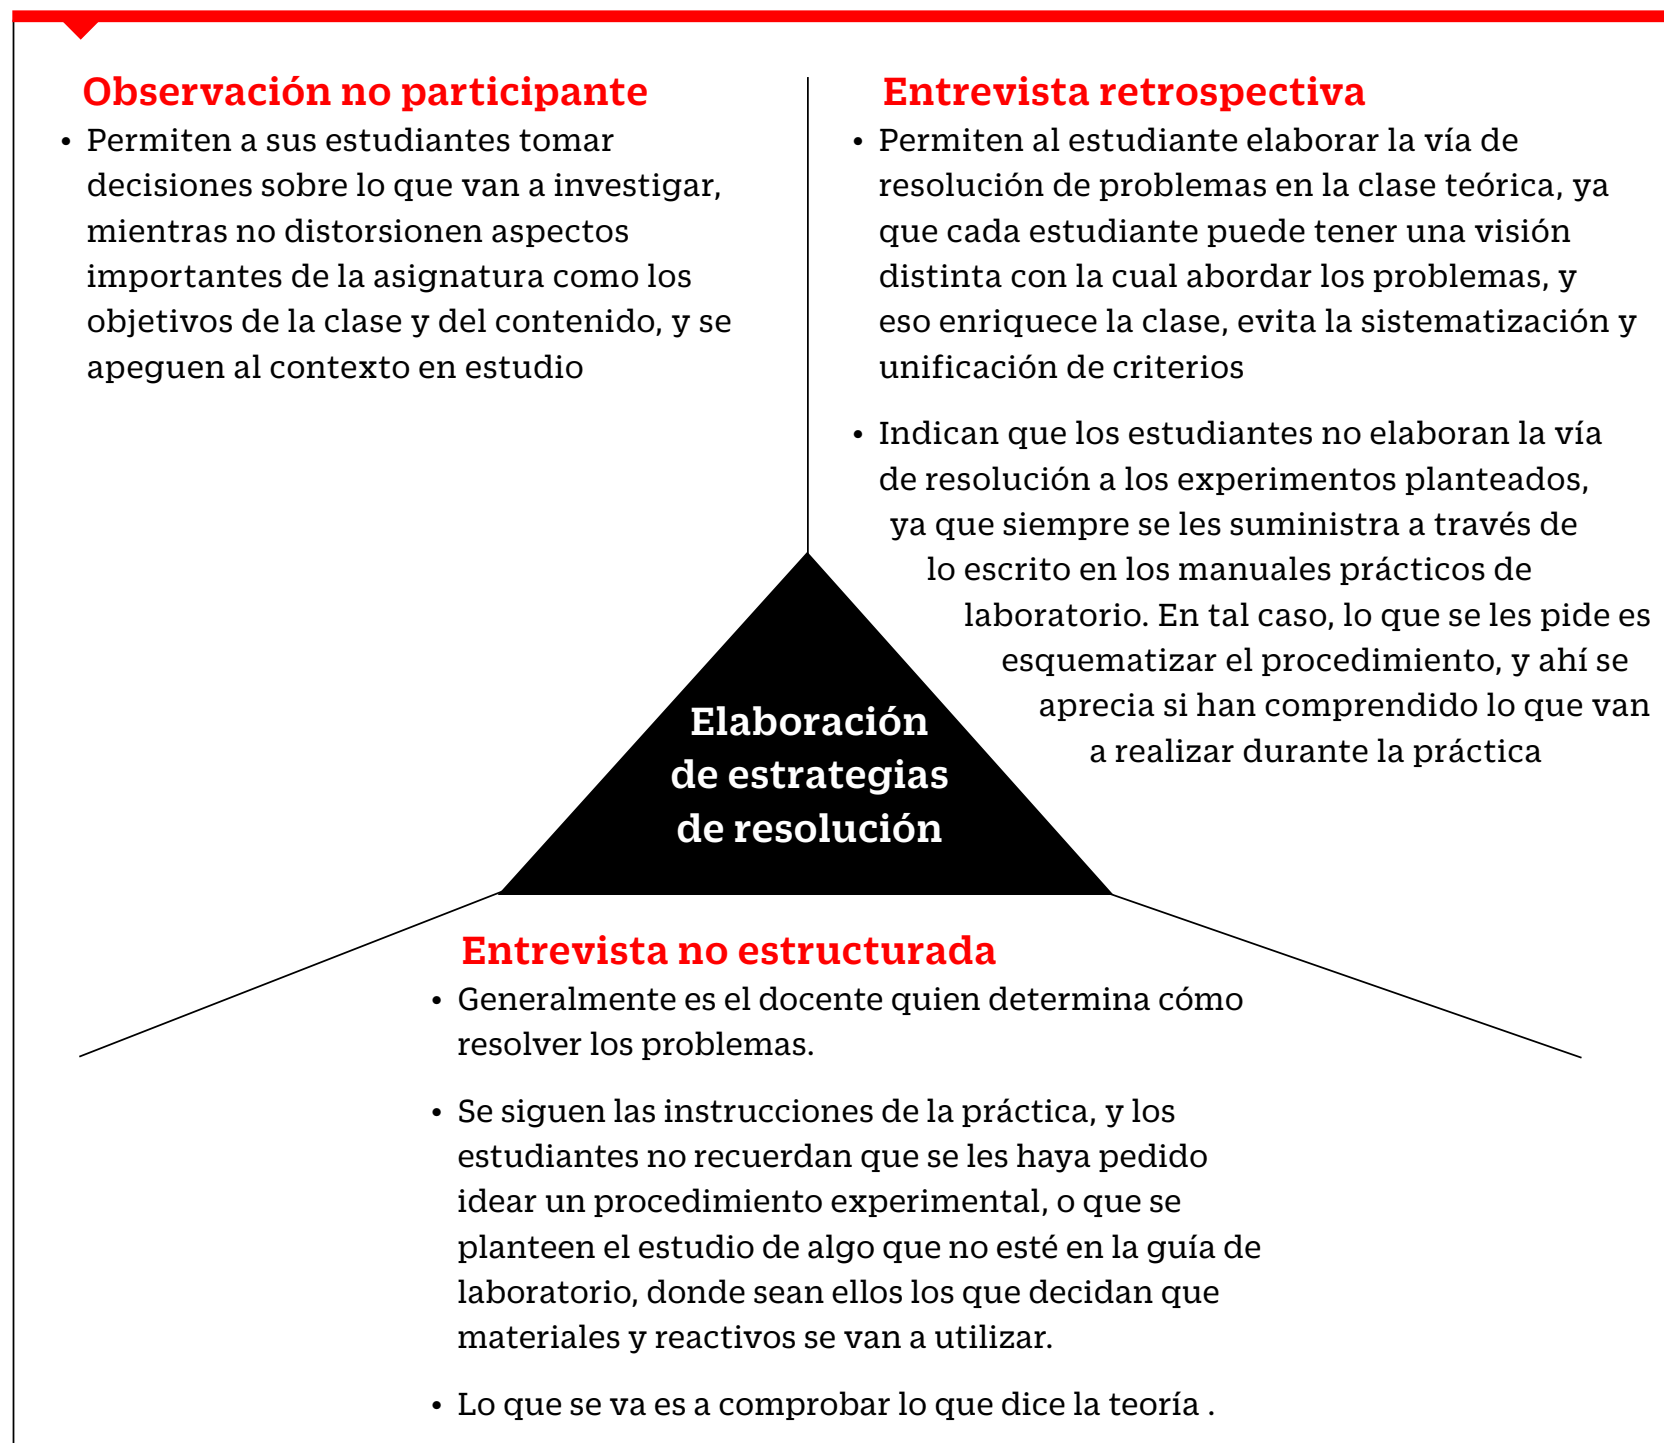 Observación no participante
• Permiten a sus estudiantes tomar
decisiones sobre lo que van a investigar,
mientras no distorsionen aspectos
importantes de la asignatura como los
objetivos de la clase y del contenido, y se
apeguen al contexto en estudio
Entrevista retrospectiva
• Permiten al estudiante elaborar la vía de
resolución de problemas en la clase teórica, ya
que cada estudiante puede tener una visión
distinta con la cual abordar los problemas, y
eso enriquece la clase, evita la sistematización y
unificación de criterios
• Indican que los estudiantes no elaboran la vía
de resolución a los experimentos planteados,
ya que siempre se les suministra a través de
lo escrito en los manuales prácticos de
laboratorio. En tal caso, lo que se les pide es
esquematizar el procedimiento, y ahí se
aprecia si han comprendido lo que van
a realizar durante la práctica
Elaboración
de estrategias
de resolución
Entrevista no estructurada
• Generalmente es el docente quien determina cómo
resolver los problemas.
• Se siguen las instrucciones de la práctica, y los
estudiantes no recuerdan que se les haya pedido
idear un procedimiento experimental, o que se
planteen el estudio de algo que no esté en la guía de
laboratorio, donde sean ellos los que decidan que
materiales y reactivos se van a utilizar.
• Lo que se va es a comprobar lo que dice la teoría .